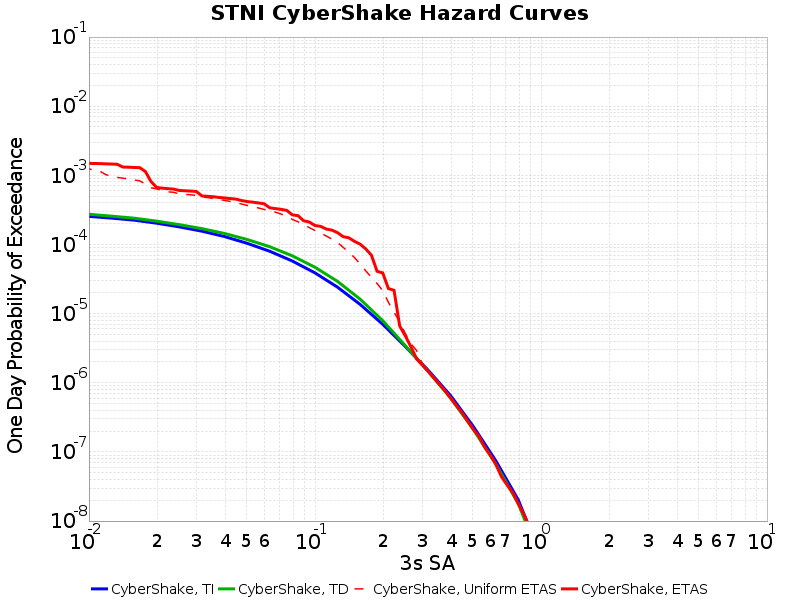 STNI CyberShake Hazard Curves
One Day Probability of Exceedance
10^-1
10^-2
10^-3
10^-4
10^-5
10^-6
10^-7
10^-8
10^-2 2 3 4 5 6 10^-1 2 3 4 5 6 7 10^0 2 3 4 5 6 7 10^1
3s SA
CyberShake, TI CyberShake, TD CyberShake, Uniform ETAS CyberShake, ETAS